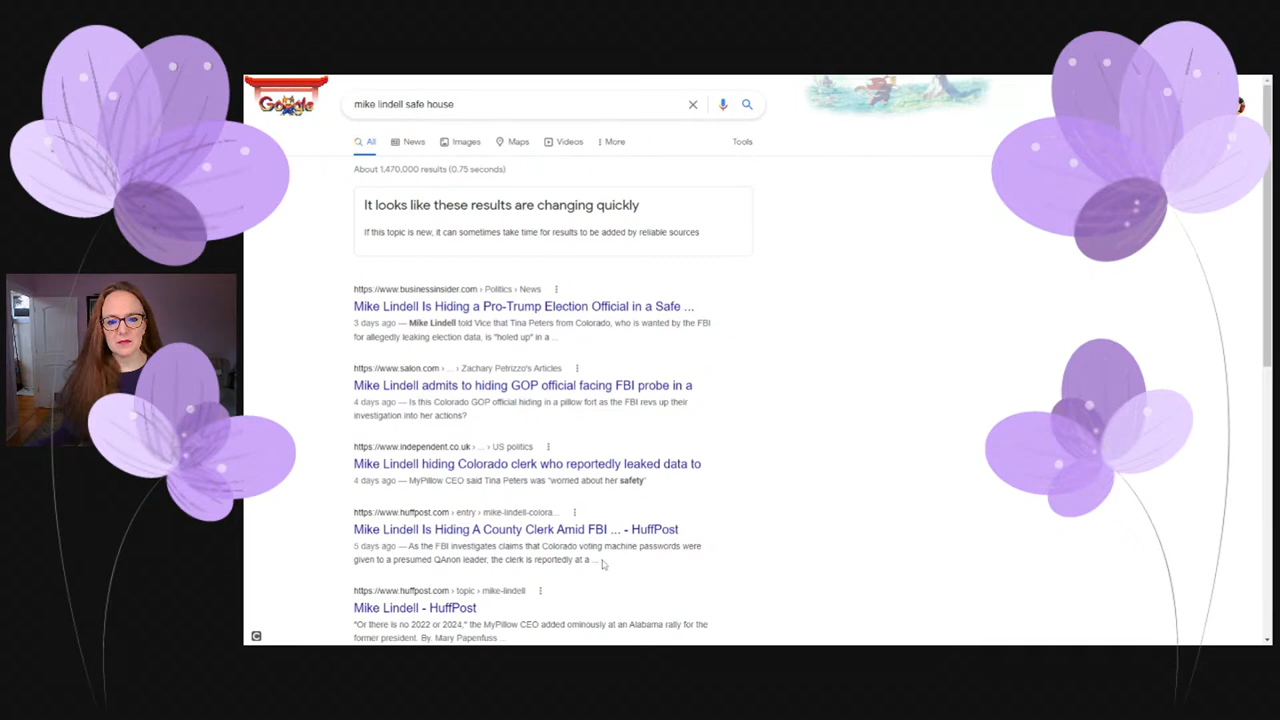 Google
mike lindell safe house
All News Images Maps Videos More Tools
About 1,470,000 results (0.75 seconds)
It looks like these results are changing quickly
If this topic is new, it can sometimes take time for results to be added by reliable sources
https://www.businessinsider.com › Politics › News
Mike Lindell Is Hiding a Pro-Trump Election Official in a Safe ...
3 days ago — Mike Lindell told Vice that Tina Peters from Colorado, who is wanted by the FBI
for allegedly leaking election data, is "holed up" in a ...
https://www.salon.com › ... › Zachary Petrizzo's Articles
Mike Lindell admits to hiding GOP official facing FBI probe in a
4 days ago — Is this Colorado GOP official hiding in a pillow fort as the FBI revs up their
investigation into her actions?
https://www.independent.co.uk › ... › US politics
Mike Lindell hiding Colorado clerk who reportedly leaked data to
4 days ago — MyPillow CEO said Tina Peters was "worried about her safety"
https://www.huffpost.com › entry › mike-lindell-colora...
Mike Lindell Is Hiding A County Clerk Amid FBI ... - HuffPost
5 days ago — As the FBI investigates claims that Colorado voting machine passwords were
given to a presumed QAnon leader, the clerk is reportedly at a ...
https://www.huffpost.com › topic › mike-lindell
Mike Lindell - HuffPost
"Or there is no 2022 or 2024," the MyPillow CEO added ominously at an Alabama rally for the
former president. By. Mary Papenfuss ...